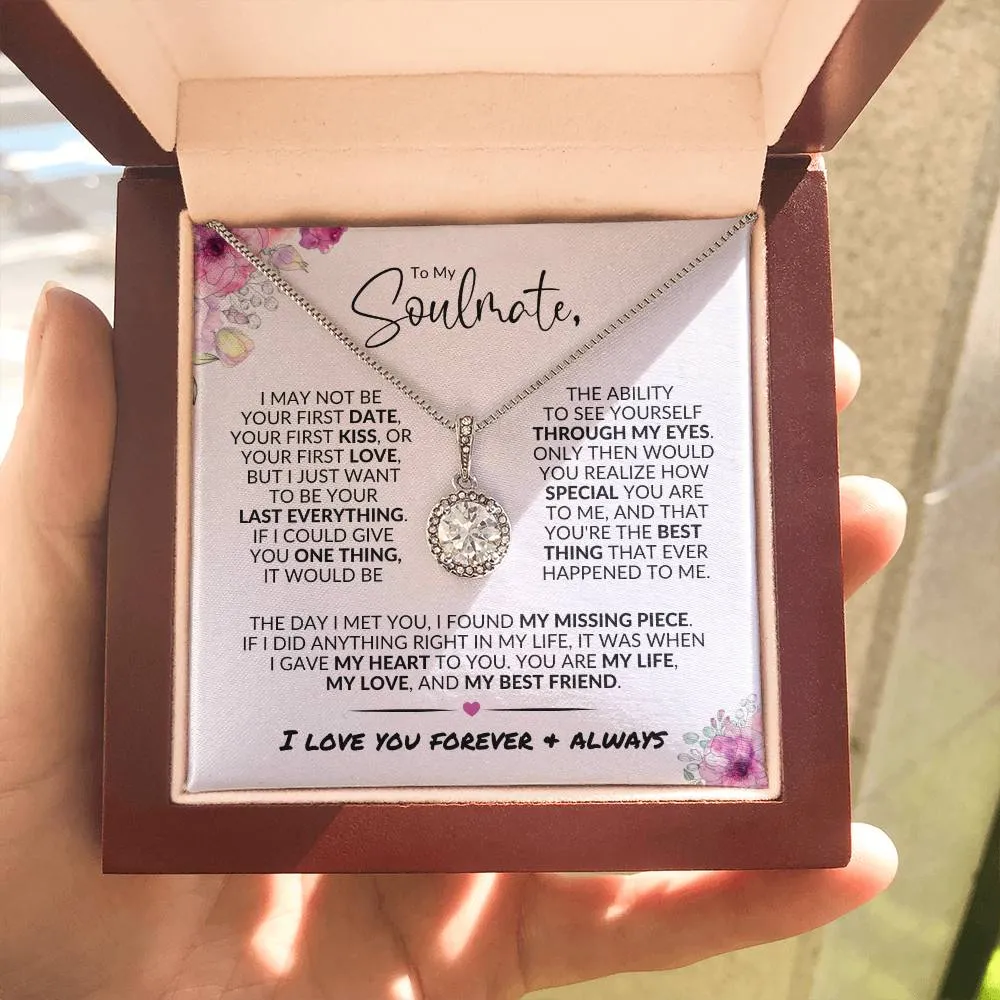 To My
Soulmate,
I MAY NOT BE
YOUR FIRST DATE,
YOUR FIRST KISS, OR
YOUR FIRST LOVE,
BUT I JUST WANT
TO BE YOUR
LAST EVERYTHING.
IF I COULD GIVE
YOU ONE THING,
IT WOULD BE
THE ABILITY
TO SEE YOURSELF
THROUGH MY EYES.
ONLY THEN WOULD
YOU REALIZE HOW
SPECIAL YOU ARE
TO ME, AND THAT
YOU'RE THE BEST
THING THAT EVER
HAPPENED TO ME.
THE DAY I MET YOU, I FOUND MY MISSING PIECE.
IF I DID ANYTHING RIGHT IN MY LIFE, IT WAS WHEN
I GAVE MY HEART TO YOU. YOU ARE MY LIFE,
MY LOVE, AND MY BEST FRIEND.
I LOVE YOU FOREVER + ALWAYS